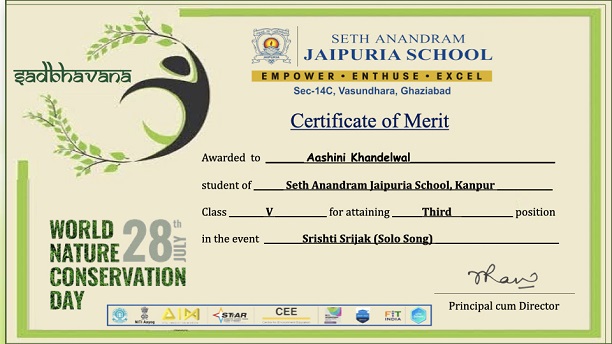 sadbhavana
SETH ANANDRAM
JAIPURIA SCHOOL
EMPOWER • ENTHUSE • EXCEL
Sec-14C, Vasundhara, Ghaziabad
Certificate of Merit
Awarded to Aashini Khandelwal
student of Seth Anandram Jaipuria School, Kanpur
Class V for attaining Third position
in the event Srishti Srijak (Solo Song)
WORLD
NATURE
CONSERVATION
DAY
28th
JULY
Principal cum Director
NITI Aayog
STAR
CEE
FIT
INDIA